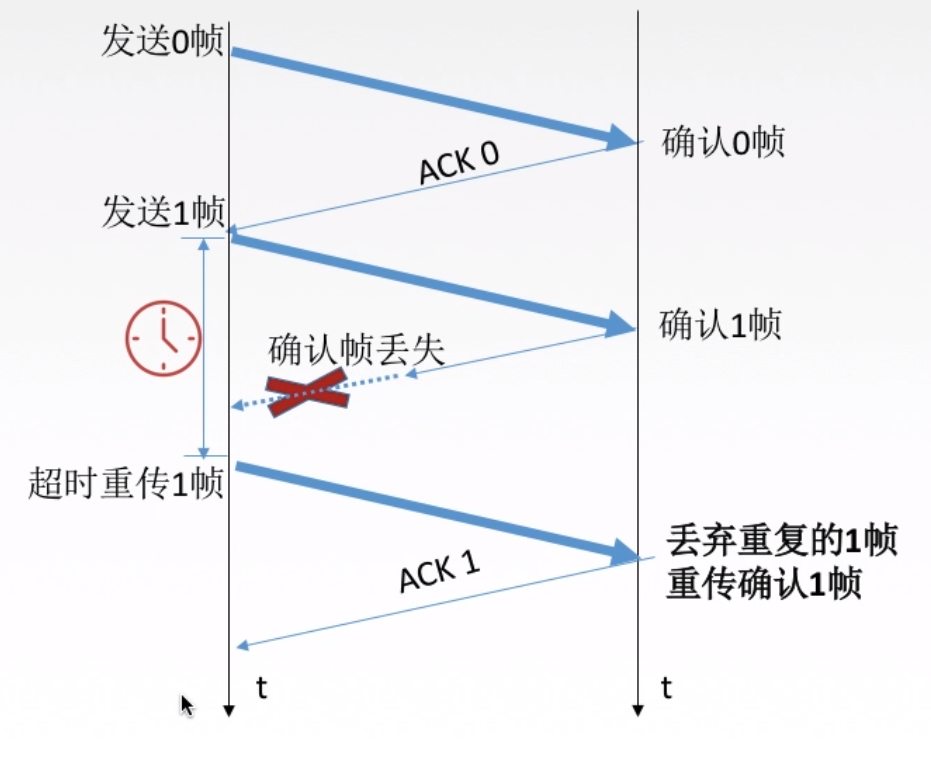 发送0帧
确认0帧
ACK 0
发送1帧
确认1帧
确认帧丢失
超时重传1帧
丢弃重复的1帧
重传确认1帧
ACK 1
t
t